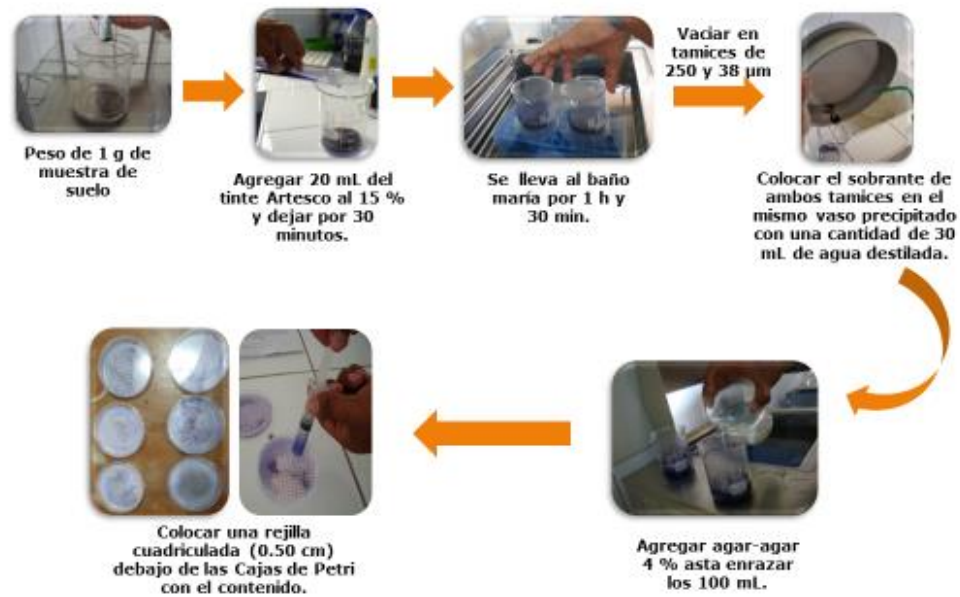 Peso de 1 g de
muestra de
suelo
Agregar 20 mL del
tinte Artesco al 15 %
y dejar por 30
minutos.
Se lleva al baño
maría por 1 h y
30 min.
Vaciar en
tamices de
250 y 38 µm
Colocar el sobrante de
ambos tamices en el
mismo vaso precipitado
con una cantidad de 30
mL de agua destilada.
Agregar agar-agar
4 % asta enrazar
los 100 mL.
Colocar una rejilla
cuadriculada (0.50 cm)
debajo de las Cajas de Petri
con el contenido.